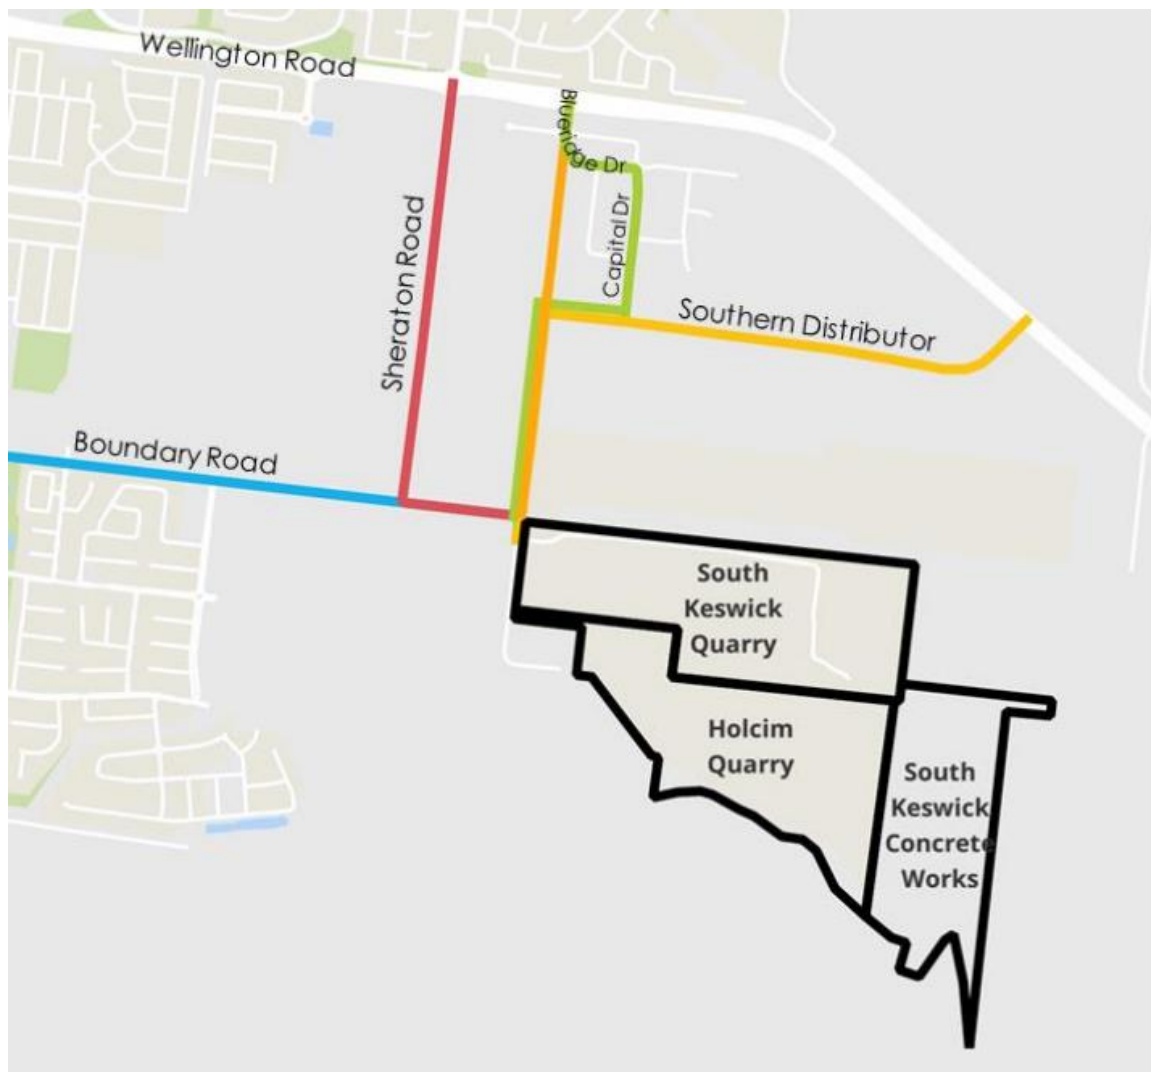 Wellington Road
Blueridge Dr
Capital Dr
Sheraton Road
Southern Distributor
Boundary Road
South
Keswick
Quarry
Holcim
Quarry
South
Keswick
Concrete
Works